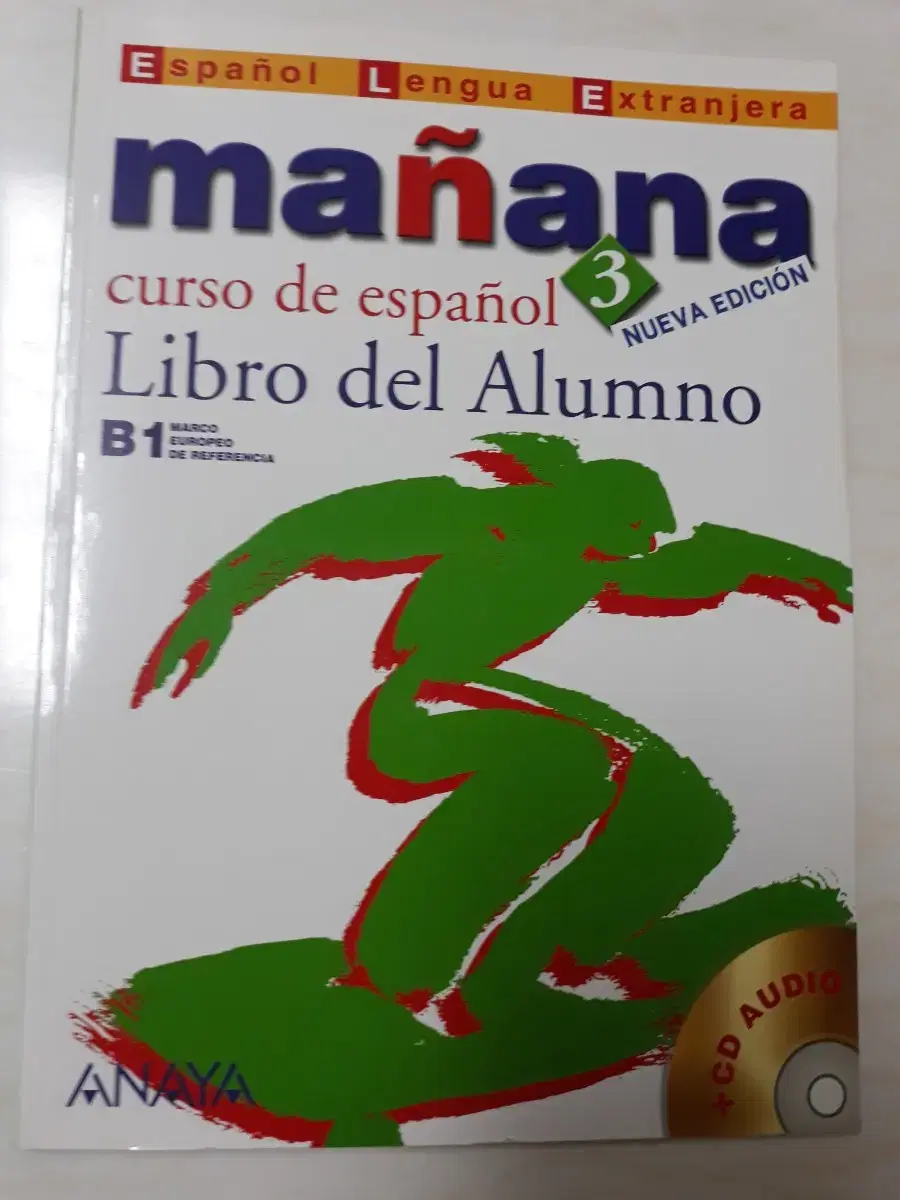 Español Lengua Extranjera
mañana
3
NUEVA EDICIÓN
curso de español
Libro del Alumno
B1
MARCO
EUROPEO
DE REFERENCIA
ANAYA
+CD AUDIO